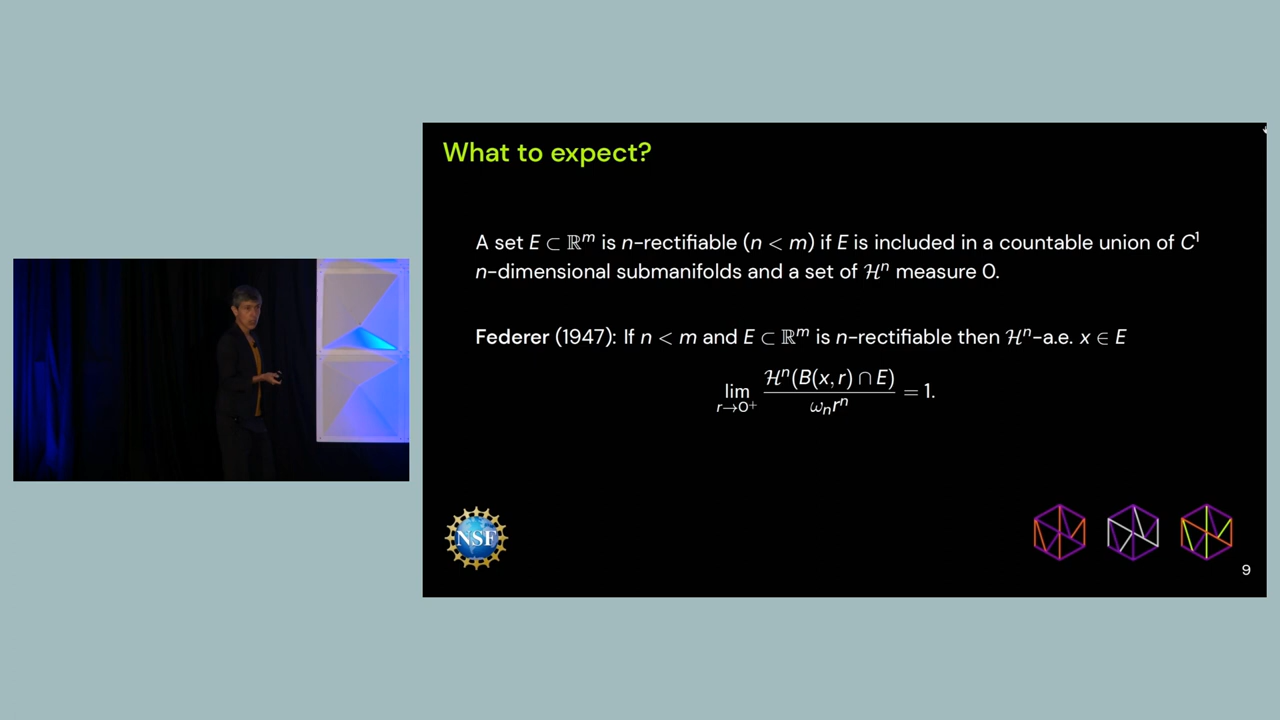 What to expect?
A set E ⊂ ℝᵐ is n-rectifiable (n < m) if E is included in a countable union of C¹
n-dimensional submanifolds and a set of ℋⁿ measure 0.
Federer (1947): If n < m and E ⊂ ℝᵐ is n-rectifiable then ℋⁿ-a.e. x ∈ E
lim_{r→0⁺} ℋⁿ(B(x, r) ∩ E) / ωₙrⁿ = 1.
NSF
9